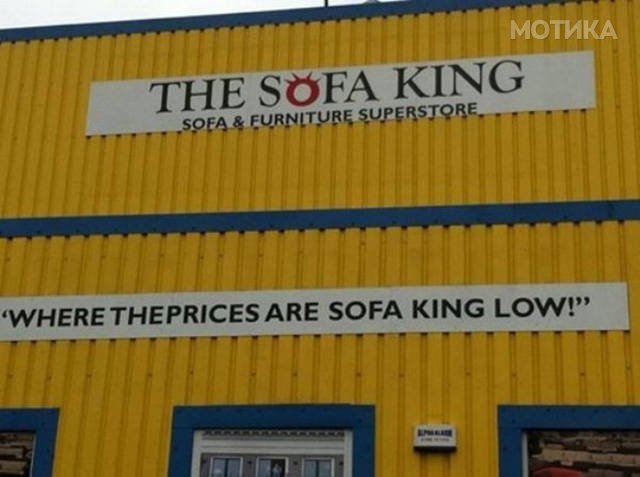 МОТИКА
THE SOFA KING
SOFA & FURNITURE SUPERSTORE
"WHERE THEPRICES ARE SOFA KING LOW!"